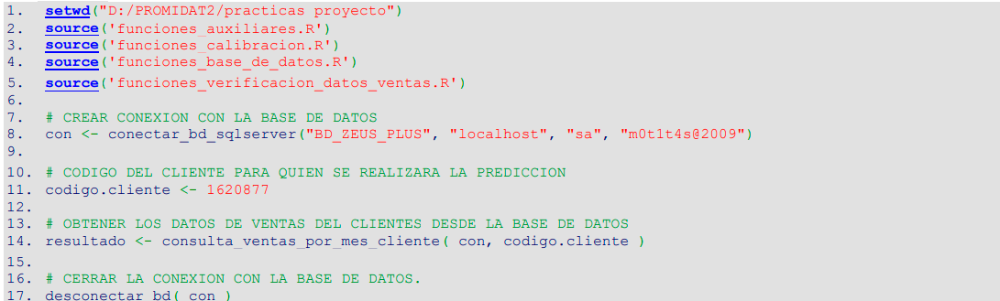 1. setwd("D:/PROMIDAT2/practicas proyecto")
2. source('funciones_auxiliares.R')
3. source('funciones_calibracion.R')
4. source('funciones_base_de_datos.R')
5. source('funciones_verificacion_datos_ventas.R')
6.
7. # CREAR CONEXION CON LA BASE DE DATOS
8. con <- conectar_bd_sqlserver("BD_ZEUS_PLUS", "localhost", "sa", "m0t1t4s@2009")
9.
10. # CODIGO DEL CLIENTE PARA QUIEN SE REALIZARA LA PREDICCION
11. codigo.cliente <- 1620877
12.
13. # OBTENER LOS DATOS DE VENTAS DEL CLIENTES DESDE LA BASE DE DATOS
14. resultado <- consulta_ventas_por_mes_cliente( con, codigo.cliente )
15.
16. # CERRAR LA CONEXION CON LA BASE DE DATOS.
17. desconectar_bd( con )